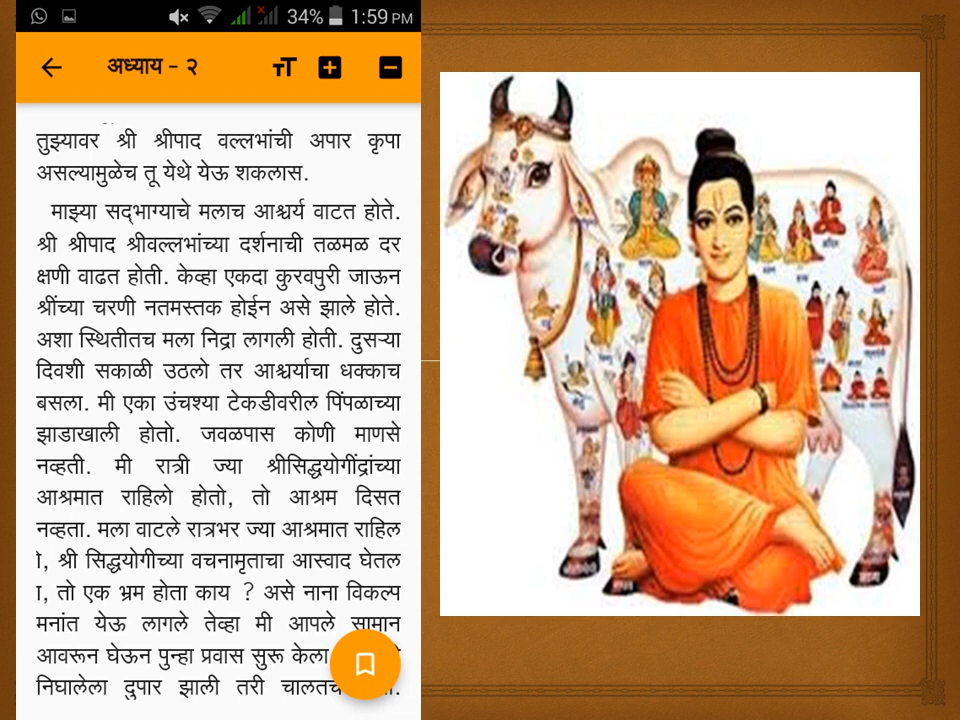 34% 1:59 PM
अध्याय - २
तुझ्यावर श्री श्रीपाद वल्लभांची अपार कृपा
असल्यामुळेच तू येथे येऊ शकलास.
माझ्या सद्भाग्याचे मलाच आश्चर्य वाटत होते.
श्री श्रीपाद श्रीवल्लभांच्या दर्शनाची तळमळ दर
क्षणी वाढत होती. केव्हा एकदा कुरवपुरी जाऊन
श्रींच्या चरणी नतमस्तक होईन असे झाले होते.
अशा स्थितीतच मला निद्रा लागली होती. दुसऱ्या
दिवशी सकाळी उठलो तर आश्चर्याचा धक्काच
बसला. मी एका उंचश्या टेकडीवरील पिंपळाच्या
झाडाखाली होतो. जवळपास कोणी माणसे
नव्हती. मी रात्री ज्या श्रीसिद्धयोगींद्रांच्या
आश्रमात राहिलो होतो, तो आश्रम दिसत
नव्हता. मला वाटले रात्रभर ज्या आश्रमात राहिल
ो, श्री सिद्धयोगीच्या वचनामृताचा आस्वाद घेतल
ा, तो एक भ्रम होता काय ? असे नाना विकल्प
मनांत येऊ लागले तेव्हा मी आपले सामान
आवरून घेऊन पुन्हा प्रवास सुरू केला
निघालेला दुपार झाली तरी चालतच